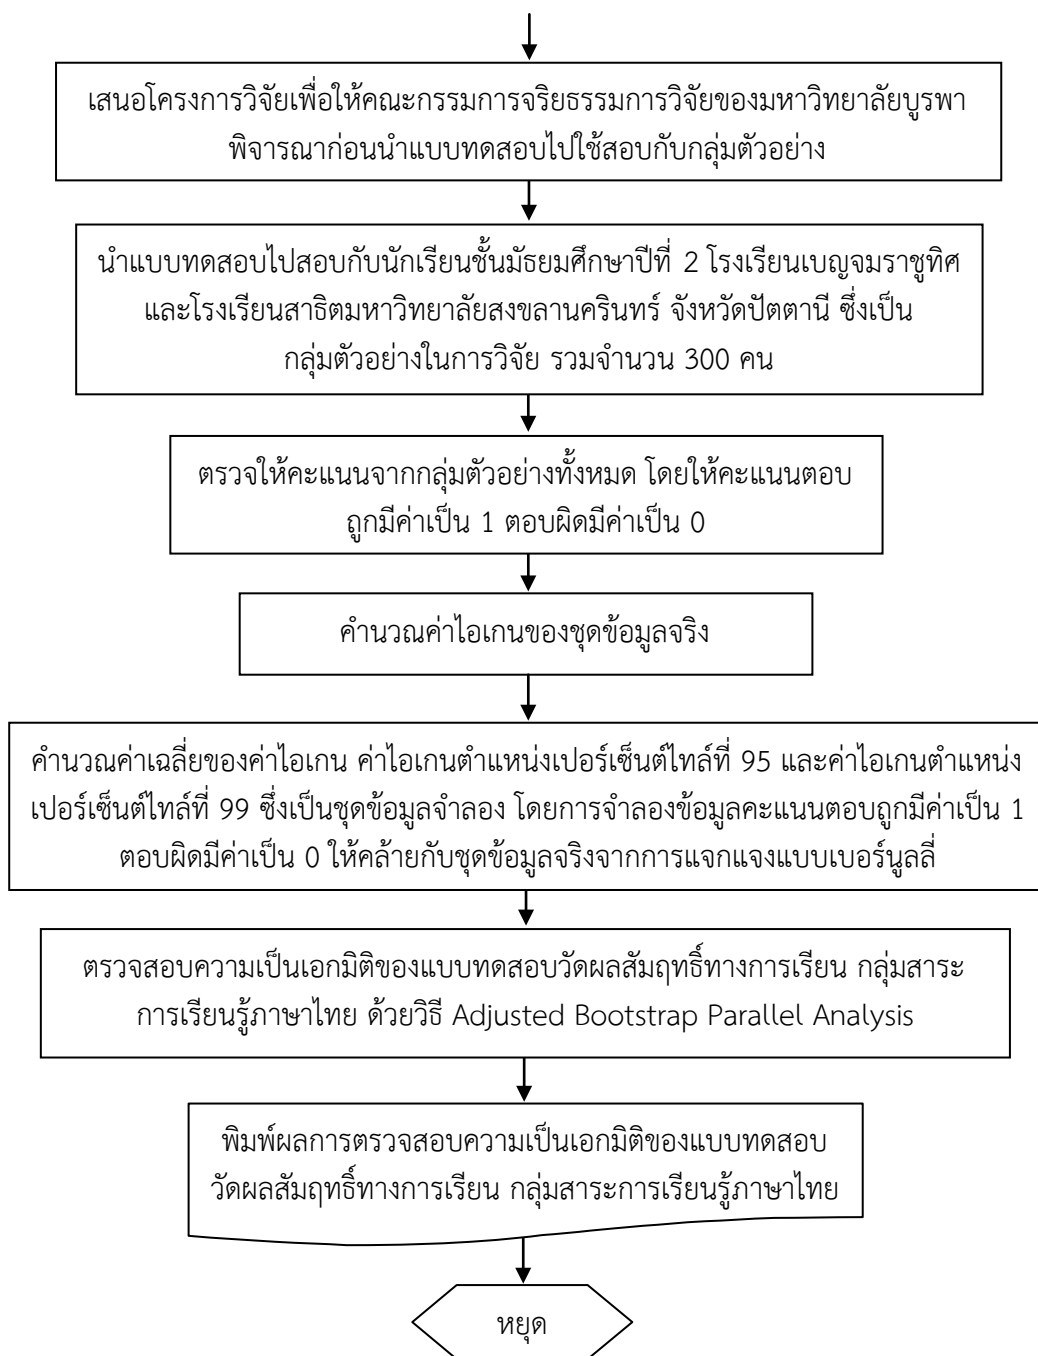 เสนอโครงการวิจัยเพื่อให้คณะกรรมการจริยธรรมการวิจัยของมหาวิทยาลัยบูรพา
พิจารณาก่อนนำแบบทดสอบไปใช้สอบกับกลุ่มตัวอย่าง
นำแบบทดสอบไปสอบกับนักเรียนชั้นมัธยมศึกษาปีที่ 2 โรงเรียนเบญจมราชูทิศ
และโรงเรียนสาธิตมหาวิทยาลัยสงขลานครินทร์ จังหวัดปัตตานี ซึ่งเป็น
กลุ่มตัวอย่างในการวิจัย รวมจำนวน 300 คน
ตรวจให้คะแนนจากกลุ่มตัวอย่างทั้งหมด โดยให้คะแนนตอบ
ถูกมีค่าเป็น 1 ตอบผิดมีค่าเป็น 0
คำนวณค่าไอเกนของชุดข้อมูลจริง
คำนวณค่าเฉลี่ยของค่าไอเกน ค่าไอเกนตำแหน่งเปอร์เซ็นต์ไทล์ที่ 95 และค่าไอเกนตำแหน่ง
เปอร์เซ็นต์ไทล์ที่ 99 ซึ่งเป็นชุดข้อมูลจำลอง โดยการจำลองข้อมูลคะแนนตอบถูกมีค่าเป็น 1
ตอบผิดมีค่าเป็น 0 ให้คล้ายกับชุดข้อมูลจริงจากการแจกแจงแบบเบอร์นูลลี่
ตรวจสอบความเป็นเอกมิติของแบบทดสอบวัดผลสัมฤทธิ์ทางการเรียน กลุ่มสาระ
การเรียนรู้ภาษาไทย ด้วยวิธี Adjusted Bootstrap Parallel Analysis
พิมพ์ผลการตรวจสอบความเป็นเอกมิติของแบบทดสอบ
วัดผลสัมฤทธิ์ทางการเรียน กลุ่มสาระการเรียนรู้ภาษาไทย
หยุด